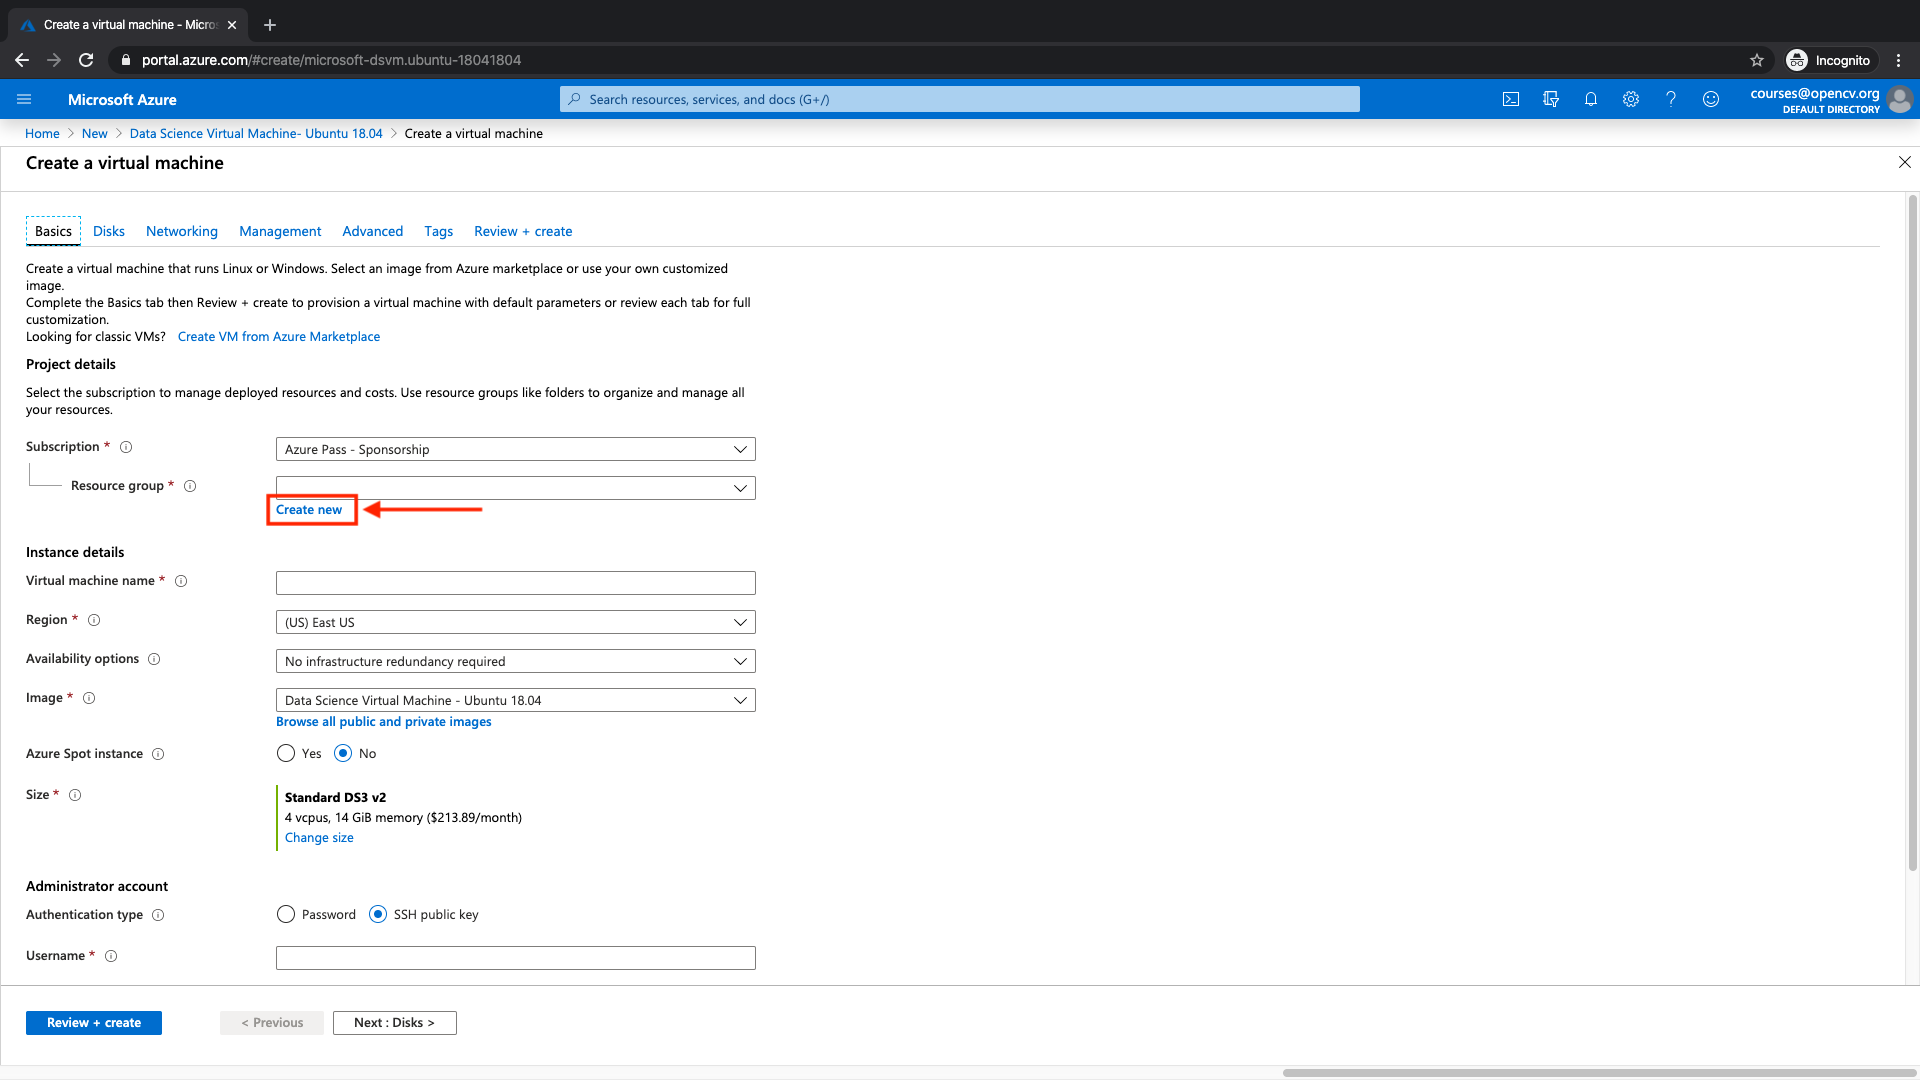 Create a virtual machine - Micros
portal.azure.com/#create/microsoft-dsvm.ubuntu-18041804
Incognito
Microsoft Azure
Search resources, services, and docs (G+/)
courses@opencv.org
DEFAULT DIRECTORY
Home > New > Data Science Virtual Machine- Ubuntu 18.04 > Create a virtual machine
Create a virtual machine
Basics Disks Networking Management Advanced Tags Review + create
Create a virtual machine that runs Linux or Windows. Select an image from Azure marketplace or use your own customized
image.
Complete the Basics tab then Review + create to provision a virtual machine with default parameters or review each tab for full
customization.
Looking for classic VMs? Create VM from Azure Marketplace
Project details
Select the subscription to manage deployed resources and costs. Use resource groups like folders to organize and manage all
your resources.
Subscription *
Azure Pass - Sponsorship
Resource group *
Create new
Instance details
Virtual machine name *
Region *
(US) East US
Availability options
No infrastructure redundancy required
Image *
Data Science Virtual Machine - Ubuntu 18.04
Browse all public and private images
Azure Spot instance
Yes No
Size *
Standard DS3 v2
4 vcpus, 14 GiB memory ($213.89/month)
Change size
Administrator account
Authentication type
Password SSH public key
Username *
Review + create < Previous Next : Disks >